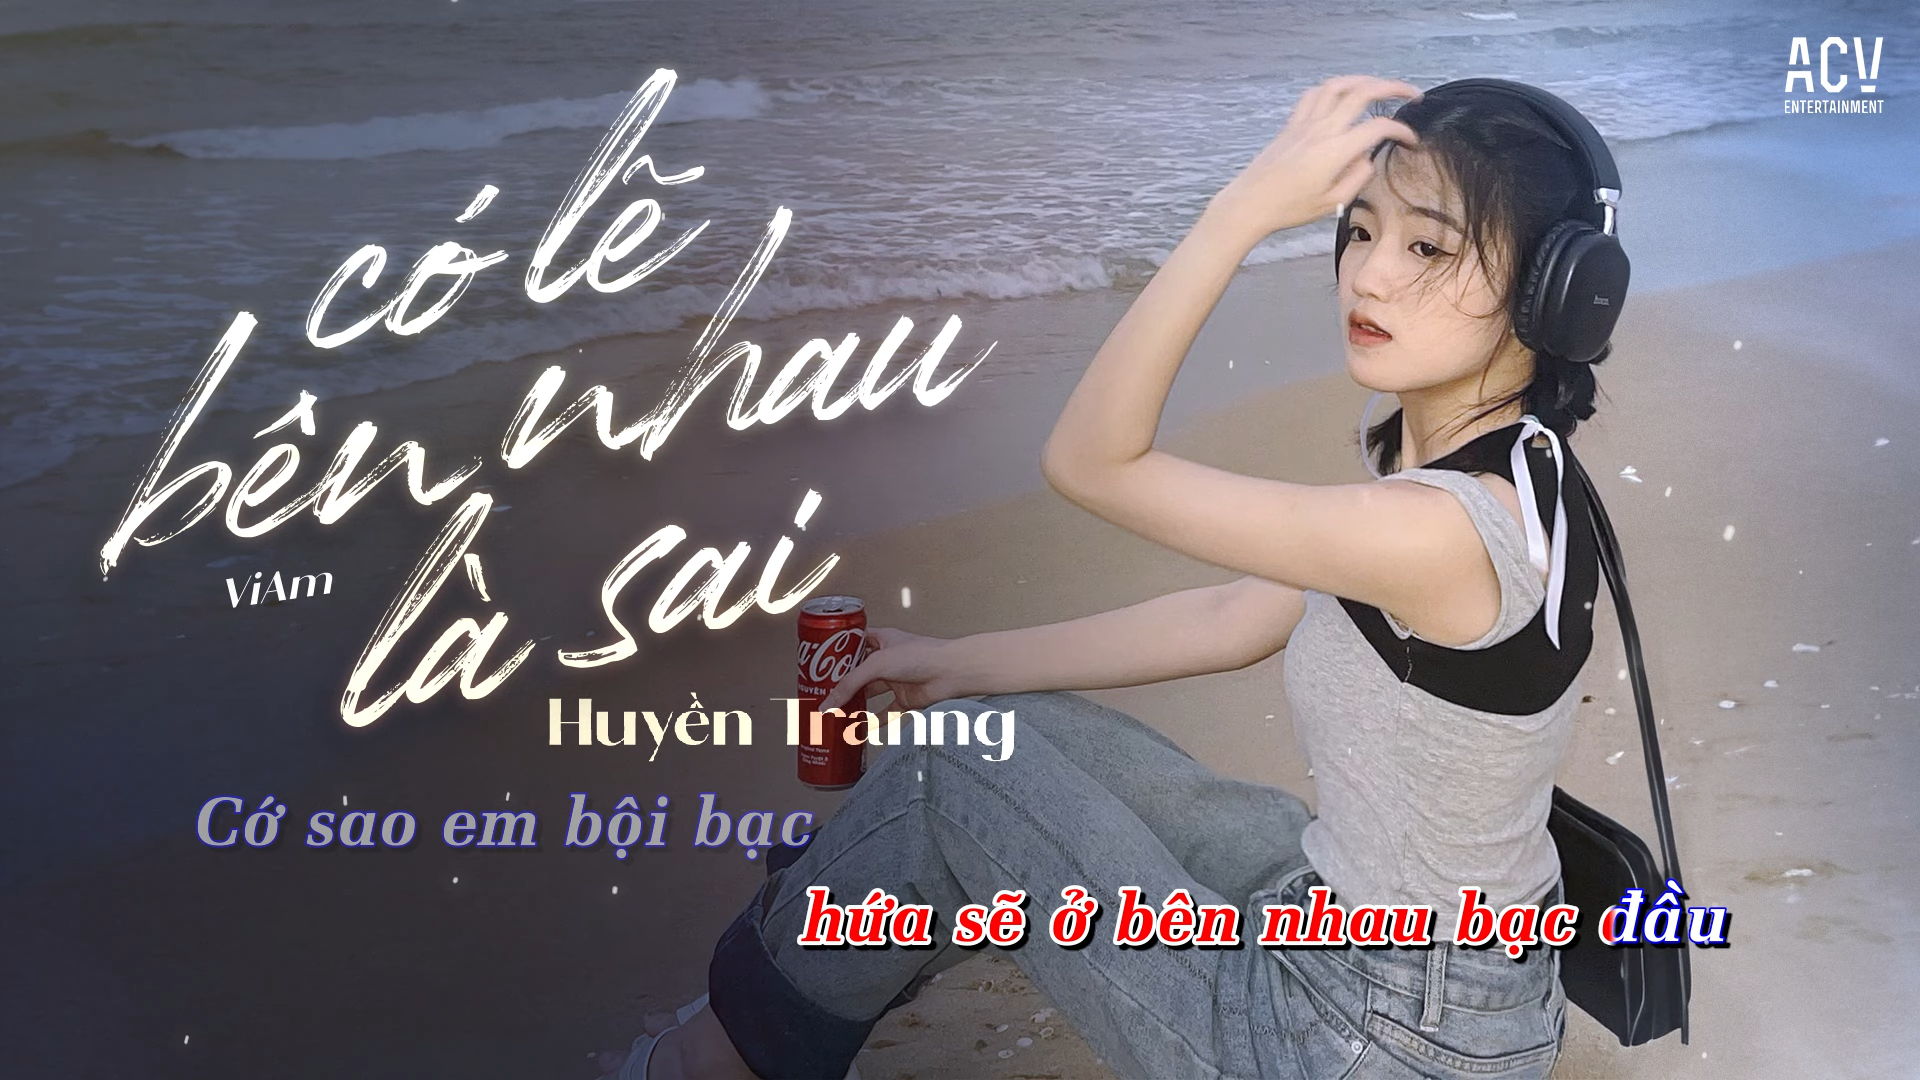 ACV
ENTERTAINMENT
có lẽ
bên nhau
là sai
ViAm
Huyền Tranng
Cớ sao em bội bạc
hứa sẽ ở bên nhau bạc đầu